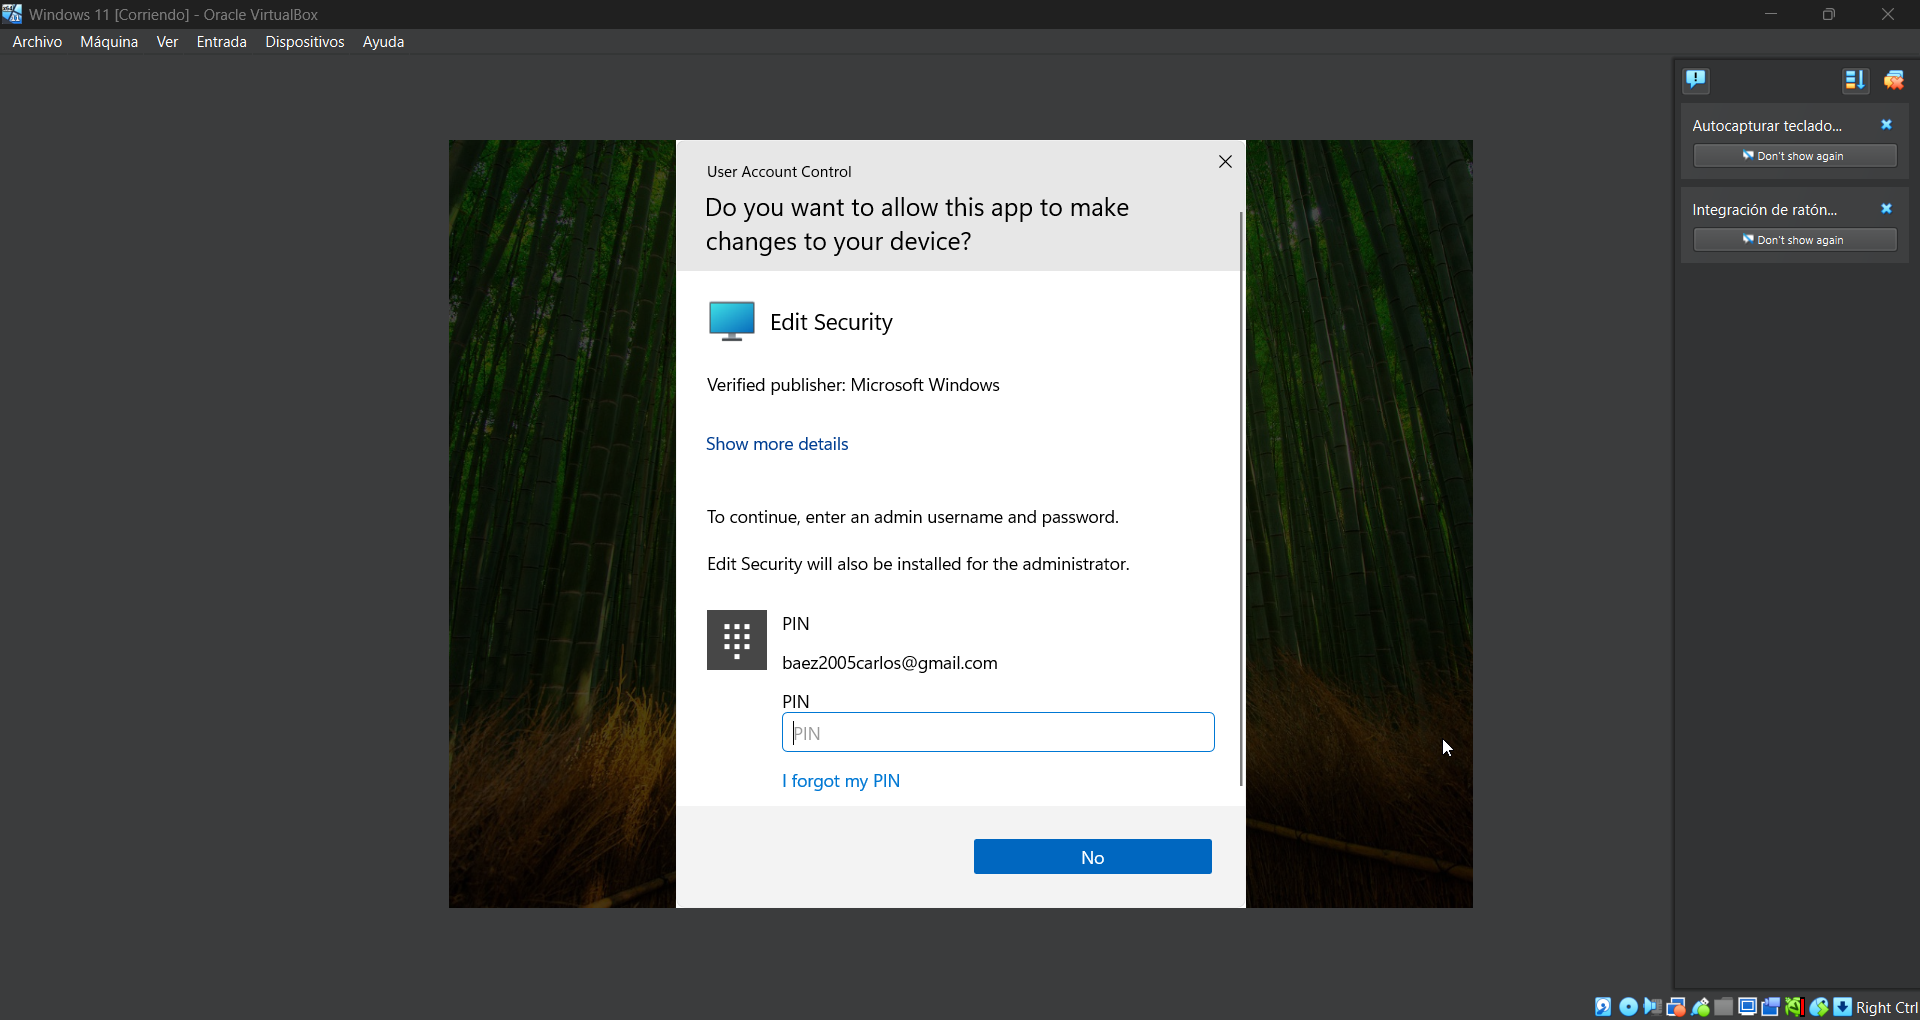 Windows 11 [Corriendo] - Oracle VirtualBox
Archivo Máquina Ver Entrada Dispositivos Ayuda
User Account Control
Do you want to allow this app to make
changes to your device?
Edit Security
Verified publisher: Microsoft Windows
Show more details
To continue, enter an admin username and password.
Edit Security will also be installed for the administrator.
PIN
baez2005carlos@gmail.com
PIN
PIN
I forgot my PIN
No
Autocapturar teclado...
Don't show again
Integración de ratón...
Don't show again
Right Ctrl